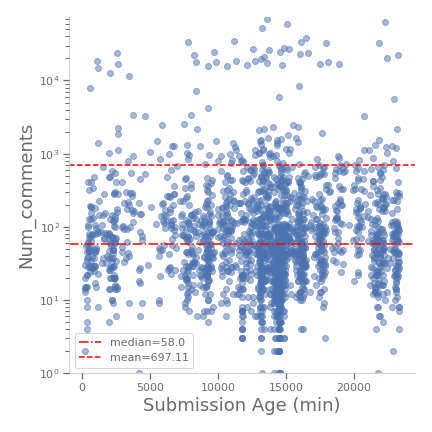 Num_comments
10⁴
10³
10²
10¹
10⁰
median=58.0
mean=697.11
0 5000 10000 15000 20000
Submission Age (min)